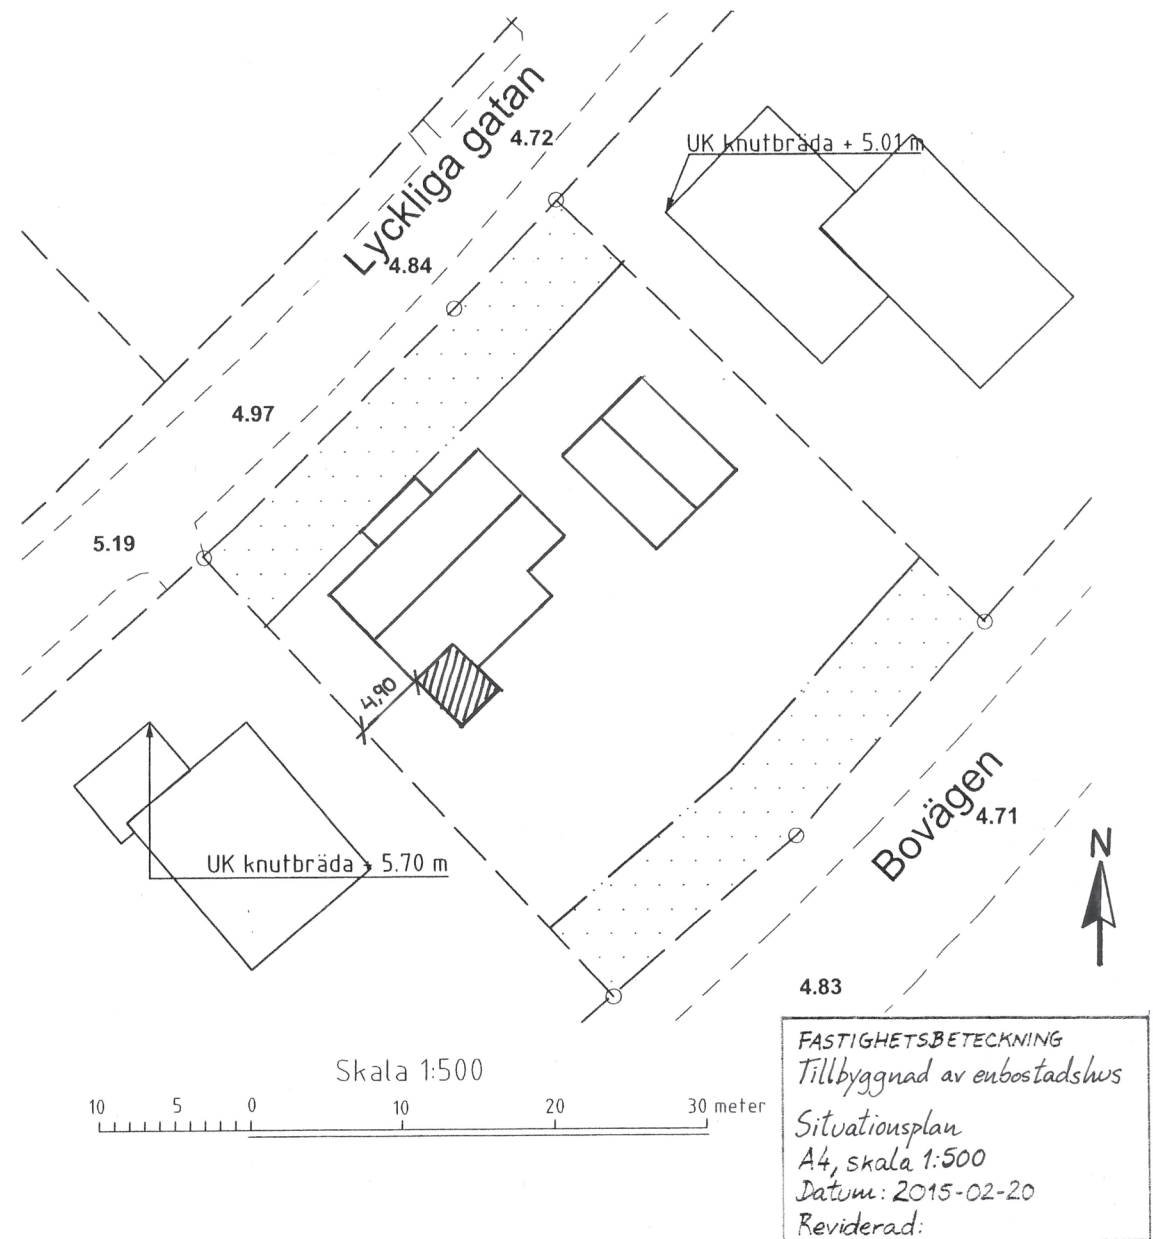 Lyckliga gatan
4.72
UK knutbräda + 5.01 m
4.84
4.97
5.19
4,90
UK knutbräda + 5.70 m
Bovägen
4.71
N
4.83
Skala 1:500
10 5 0 10 20 30 meter
FASTIGHETSBETECKNING
Tillbyggnad av enbostadshus
Situationsplan
A4, skala 1:500
Datum: 2015-02-20
Reviderad: